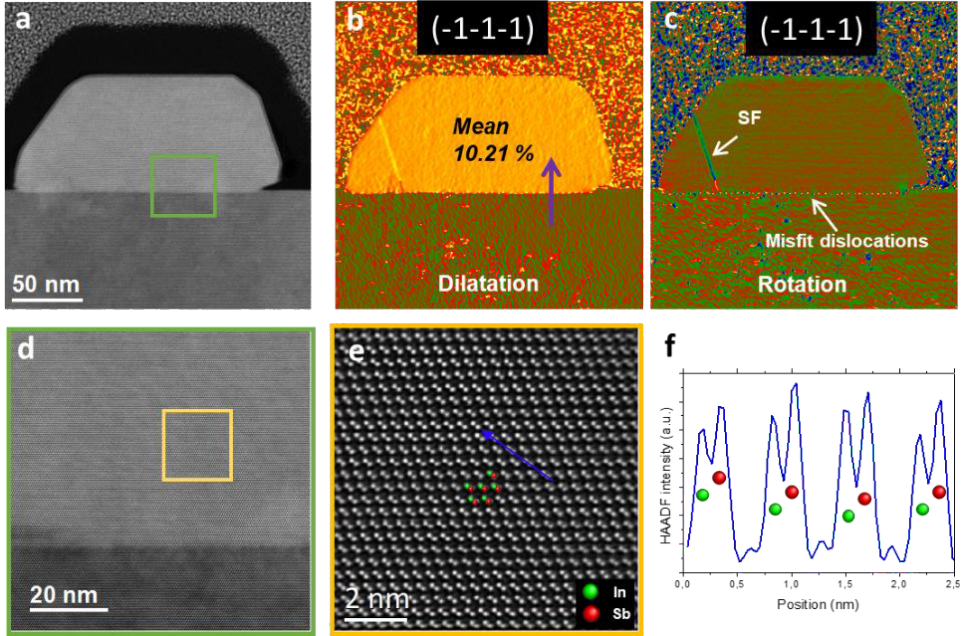 a
50 nm
b
(-1-1-1)
Mean
10.21 %
Dilatation
c
(-1-1-1)
SF
Misfit dislocations
Rotation
d
20 nm
e
2 nm
In
Sb
f
HAADF intensity (a.u.)
0,0 0,5 1,0 1,5 2,0 2,5
Position (nm)